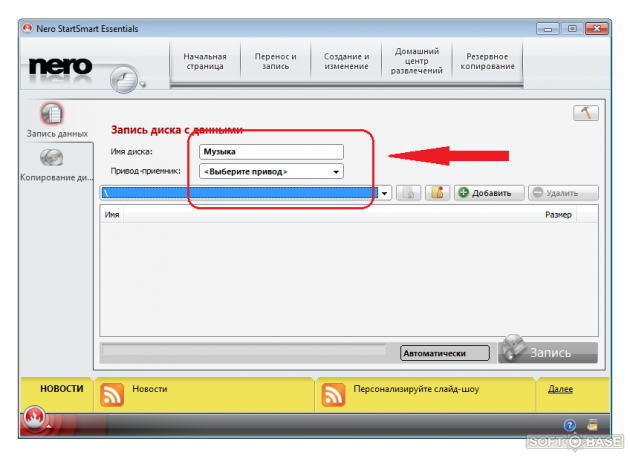 Nero StartSmart Essentials
nero
Начальная
страница
Перенос и
запись
Создание и
изменение
Домашний
центр
развлечений
Резервное
копирование
Запись данных
Копирование ди...
Запись диска с данными
Имя диска:
Музыка
Привод-приемник:
<Выберите привод>
\
Добавить
Удалить
Имя
Размер
Автоматически
Запись
НОВОСТИ
Новости
Персонализируйте слайд-шоу
Далее
SOFT BASE